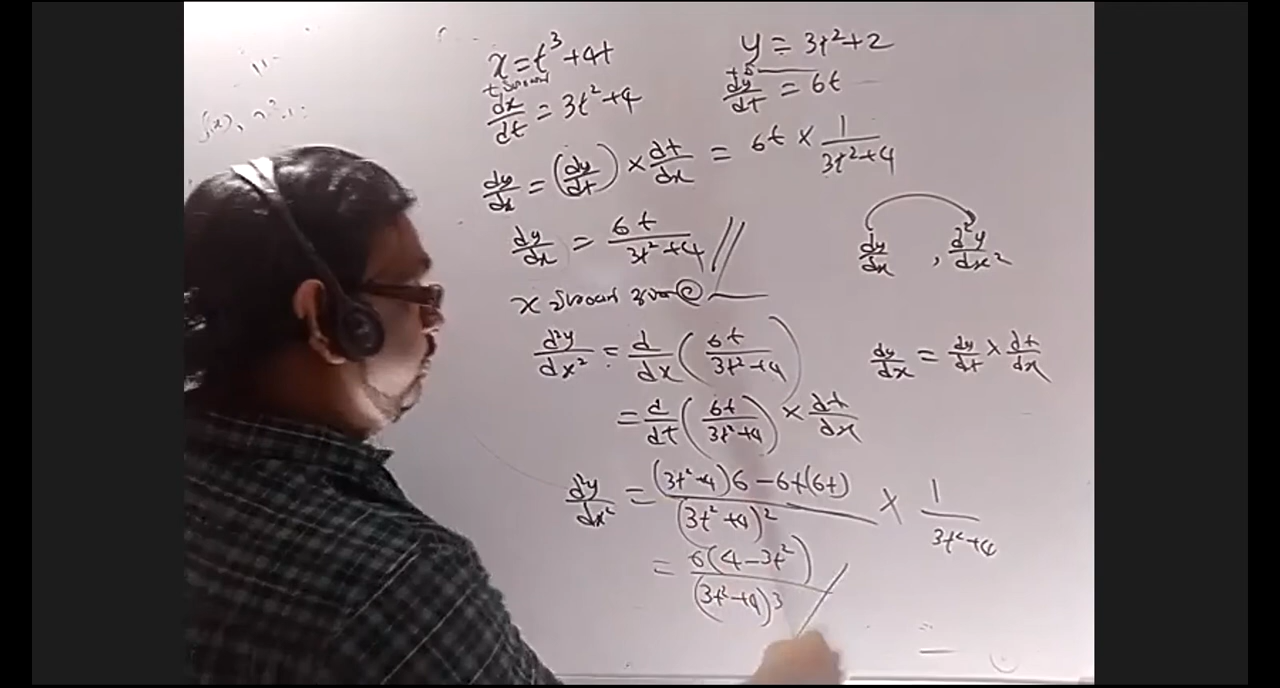 x = t³ + 4t
y = 3t² + 2
dx/dt = 3t² + 4
dy/dt = 6t
dy/dx = (dy/dt) × dt/dx = 6t × 1/(3t² + 4)
dy/dx = 6t/(3t² + 4) //
dy/dx , d²y/dx²
x
d²y/dx² = d/dx (6t/(3t² + 4))
dy/dx = dy/dt × dt/dx
= d/dt (6t/(3t² + 4)) × dt/dx
d²y/dx² = ((3t² + 4)6 − 6t(6t))/(3t² + 4)² × 1/(3t² + 4)
= 6(4 − 3t²)/(3t² + 4)³ //